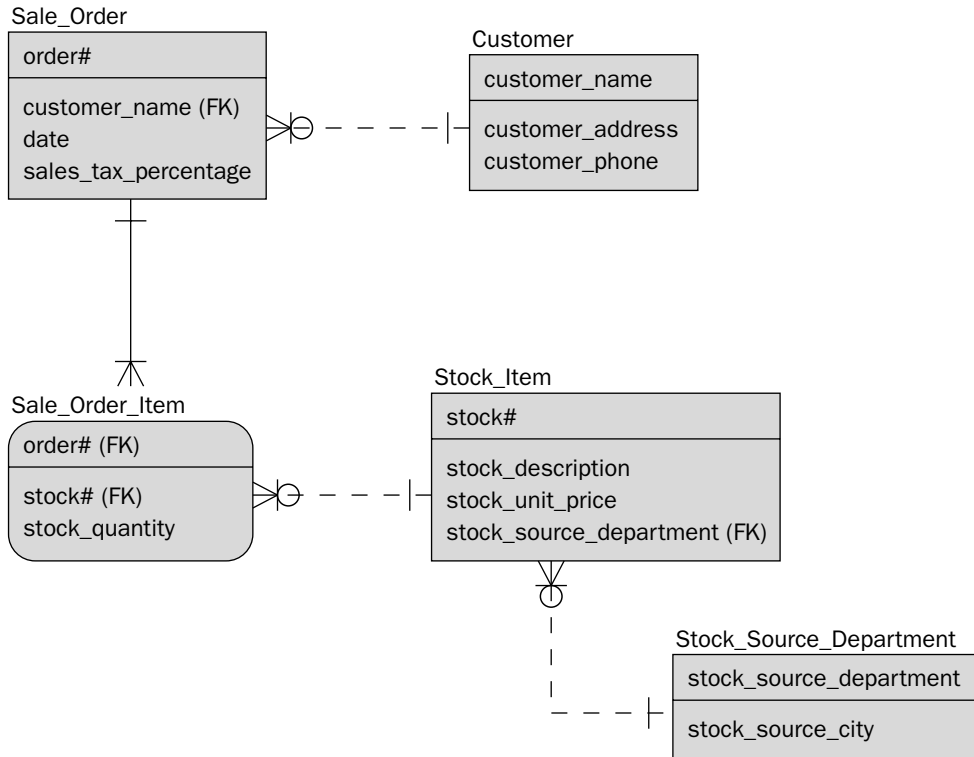 Sale_Order
order#
customer_name (FK)
date
sales_tax_percentage
Customer
customer_name
customer_address
customer_phone
Sale_Order_Item
order# (FK)
stock# (FK)
stock_quantity
Stock_Item
stock#
stock_description
stock_unit_price
stock_source_department (FK)
Stock_Source_Department
stock_source_department
stock_source_city